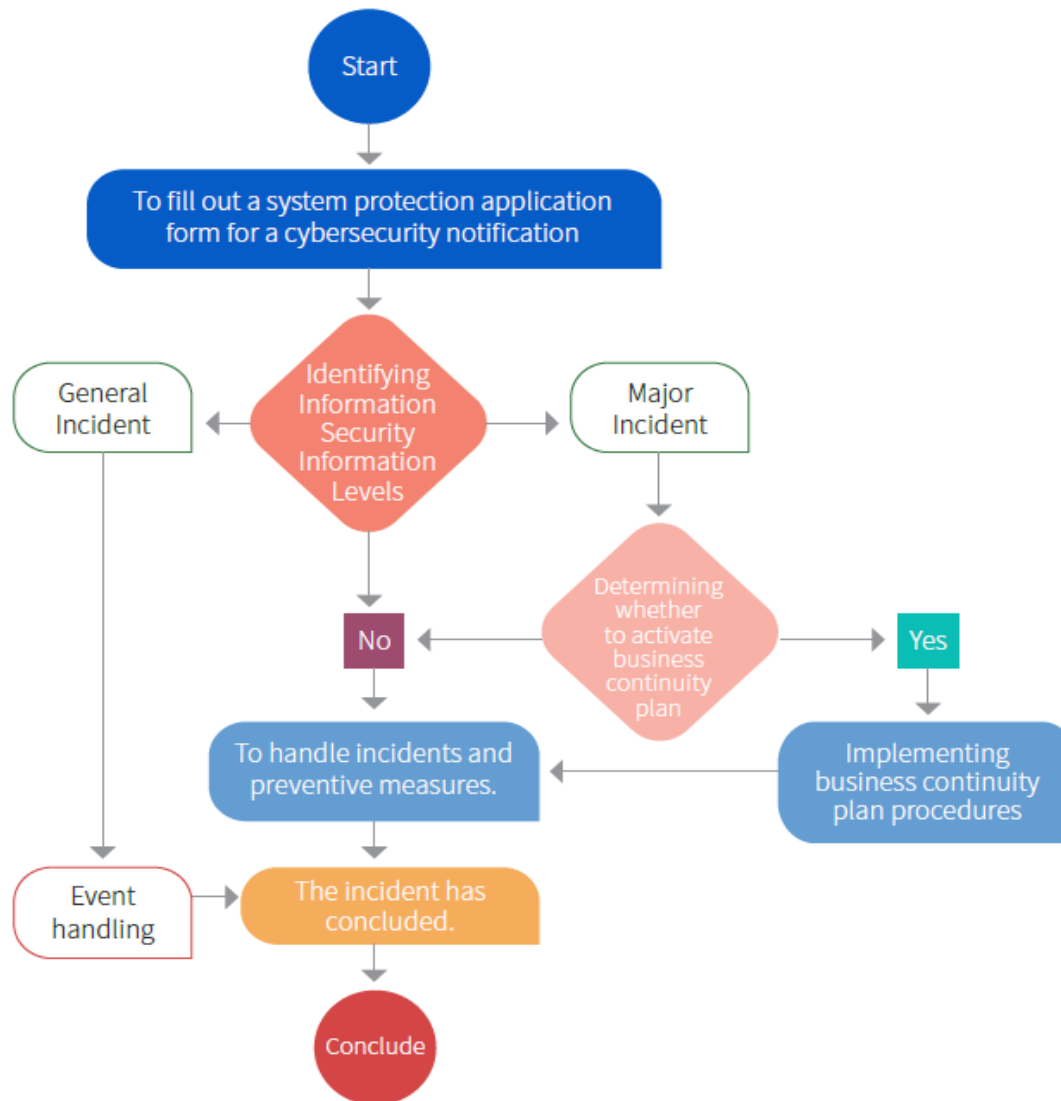 Start
To fill out a system protection application
form for a cybersecurity notification
General
Incident
Identifying
Information
Security
Information
Levels
Major
Incident
No
Determining
whether
to activate
business
continuity
plan
Yes
To handle incidents and
preventive measures.
Implementing
business continuity
plan procedures
Event
handling
The incident has
concluded.
Conclude